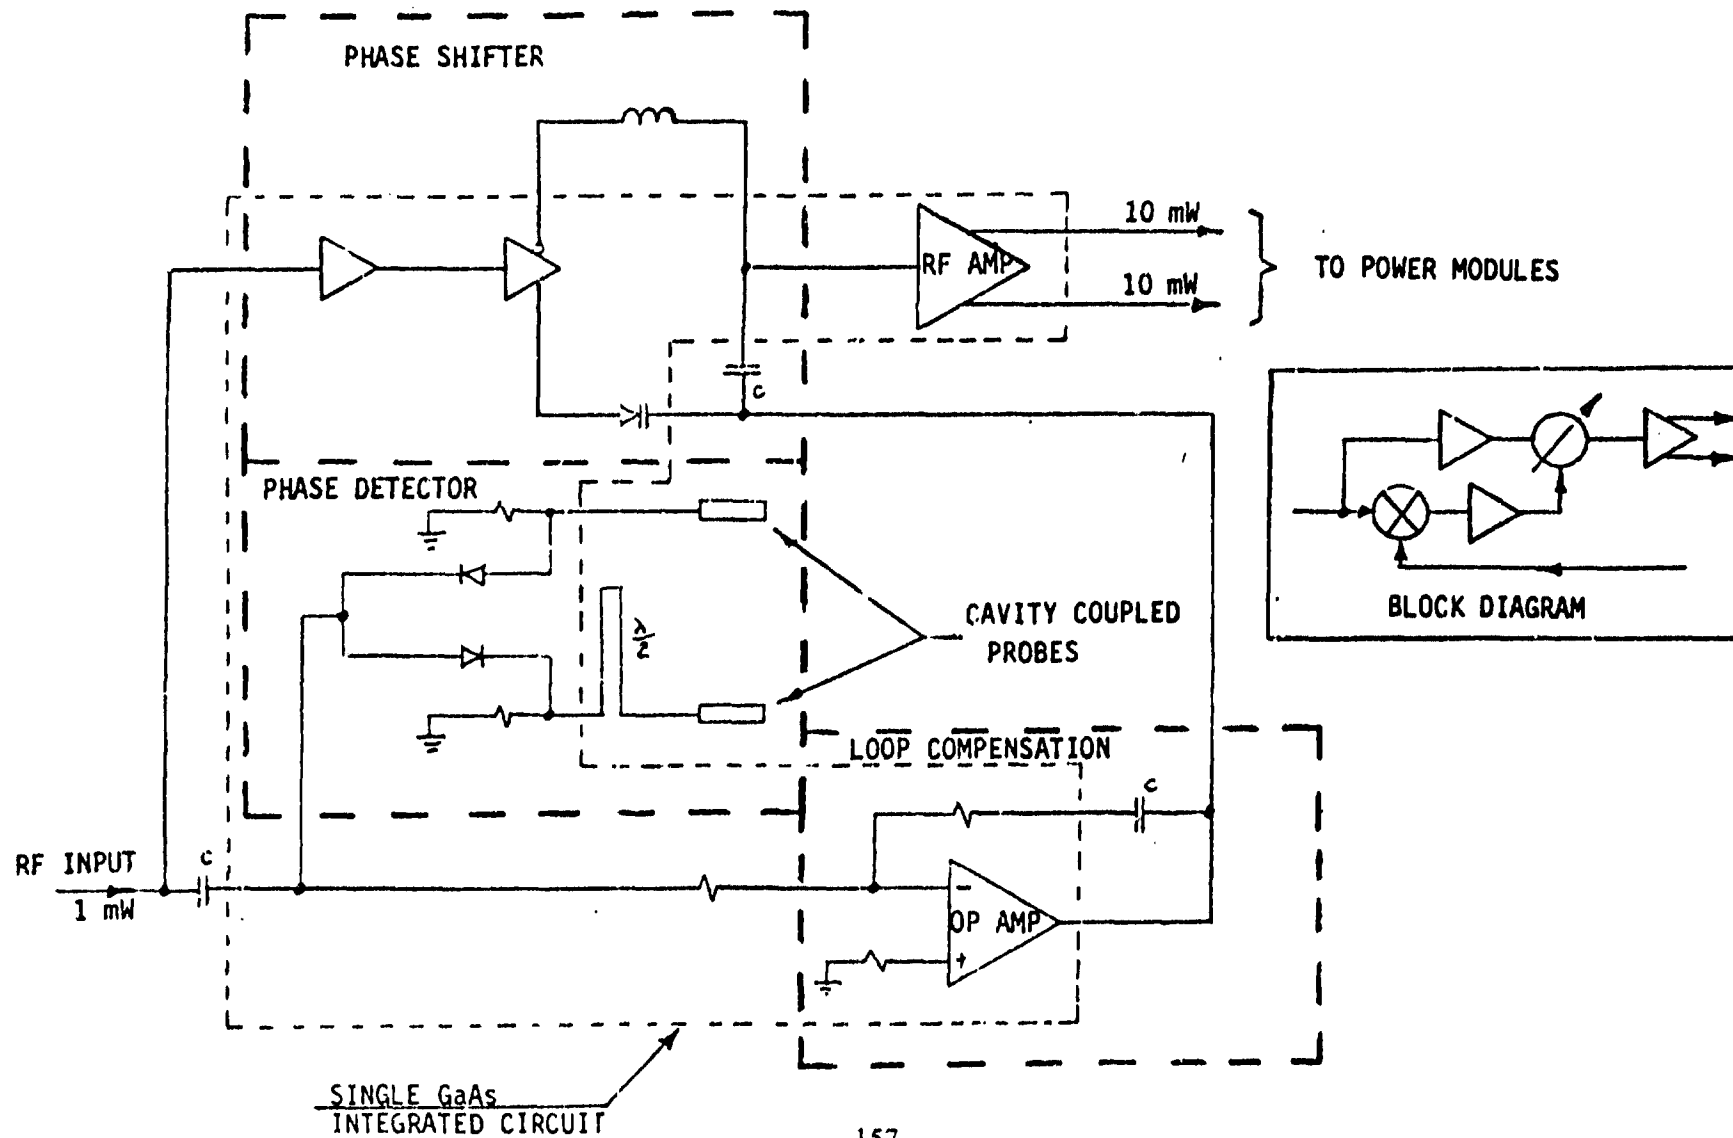 PHASE SHIFTER
RF AMP
10 mW
10 mW
TO POWER MODULES
C
PHASE DETECTOR
λ/2
CAVITY COUPLED
PROBES
BLOCK DIAGRAM
LOOP COMPENSATION
C
RF INPUT
1 mW
C
-
OP AMP
+
SINGLE GaAs
INTEGRATED CIRCUIT
157